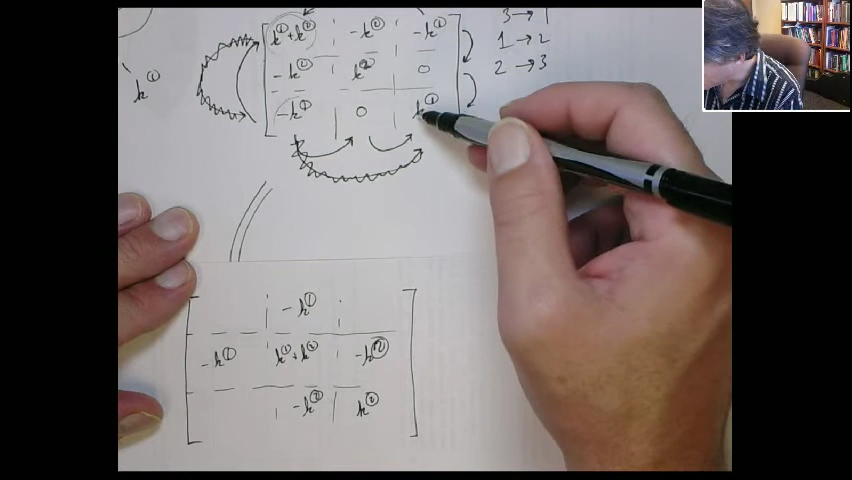 3 → 1
k① + k② -k② -k①
1 → 2
-k② k② 0
2 → 3
k①
-k① 0 k①
-k①
-k① k① + k② -k②
-k② k②